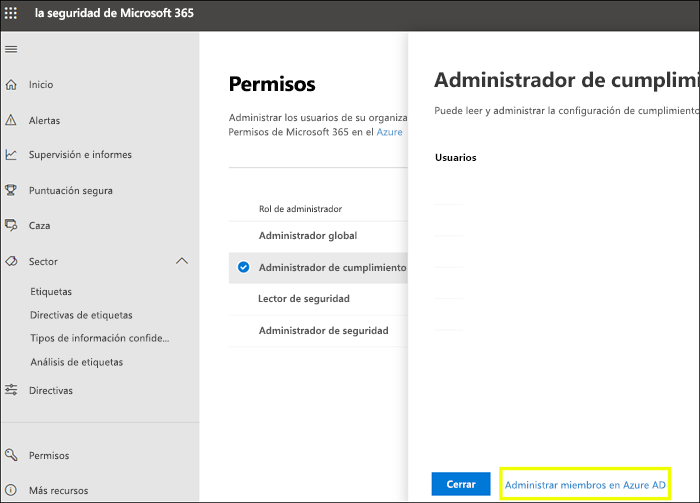 la seguridad de Microsoft 365
Inicio
Alertas
Supervisión e informes
Puntuación segura
Caza
Sector
Etiquetas
Directivas de etiquetas
Tipos de información confide...
Análisis de etiquetas
Directivas
Permisos
Más recursos
Permisos
Administrar los usuarios de su organiza
Permisos de Microsoft 365 en el Azure
Rol de administrador
Administrador global
Administrador de cumplimiento
Lector de seguridad
Administrador de seguridad
Administrador de cumplimi
Puede leer y administrar la configuración de cumplimiento
Usuarios
Cerrar
Administrar miembros en Azure AD